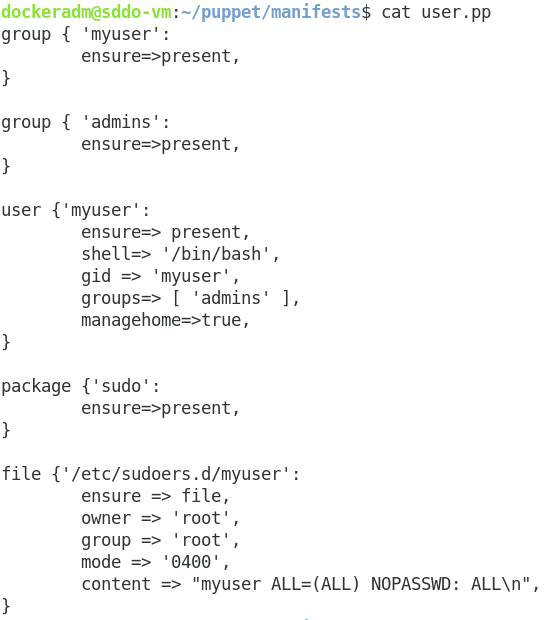 dockeradm@sddo-vm:~/puppet/manifests$ cat user.pp
group { 'myuser':
        ensure=>present,
}

group { 'admins':
        ensure=>present,
}

user {'myuser':
        ensure=> present,
        shell=> '/bin/bash',
        gid => 'myuser',
        groups=> [ 'admins' ],
        managehome=>true,
}

package {'sudo':
        ensure=>present,
}

file {'/etc/sudoers.d/myuser':
        ensure => file,
        owner => 'root',
        group => 'root',
        mode => '0400',
        content => "myuser ALL=(ALL) NOPASSWD: ALL\n",
}